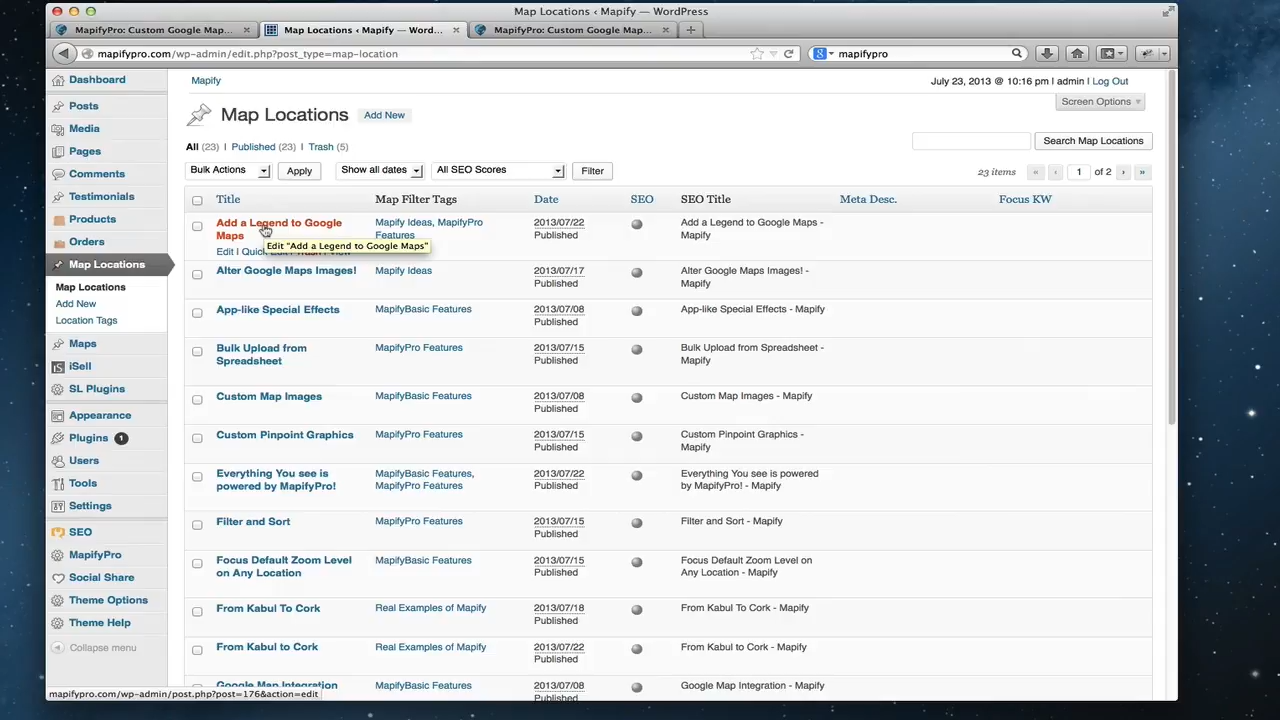 Map Locations ‹ Mapify — WordPress
MapifyPro: Custom Google Map...
Map Locations ‹ Mapify — Wor...
MapifyPro: Custom Google Map...
mapifypro.com/wp-admin/edit.php?post_type=map-location
mapifypro
Dashboard
Posts
Media
Pages
Comments
Testimonials
Products
Orders
Map Locations
Map Locations
Add New
Location Tags
Maps
iSell
SL Plugins
Appearance
Plugins 1
Users
Tools
Settings
SEO
MapifyPro
Social Share
Theme Options
Theme Help
Collapse menu
Mapify
July 23, 2013 @ 10:16 pm | admin | Log Out
Screen Options
Map Locations Add New
All (23) | Published (23) | Trash (5)
Search Map Locations
Bulk Actions Apply Show all dates All SEO Scores Filter
23 items « ‹ 1 of 2 › »
Title Map Filter Tags Date SEO SEO Title Meta Desc. Focus KW
Add a Legend to Google Mapify Ideas, MapifyPro 2013/07/22 Add a Legend to Google Maps -
Maps Features Published Mapify
Edit "Add a Legend to Google Maps"
Edit | Quick Edit | Trash | View
Alter Google Maps Images! Mapify Ideas 2013/07/17 Alter Google Maps Images! -
Published Mapify
App-like Special Effects MapifyBasic Features 2013/07/08 App-like Special Effects - Mapify
Published
Bulk Upload from MapifyPro Features 2013/07/15 Bulk Upload from Spreadsheet -
Spreadsheet Published Mapify
Custom Map Images MapifyBasic Features 2013/07/08 Custom Map Images - Mapify
Published
Custom Pinpoint Graphics MapifyPro Features 2013/07/15 Custom Pinpoint Graphics -
Published Mapify
Everything You see is MapifyBasic Features, 2013/07/22 Everything You see is powered
powered by MapifyPro! MapifyPro Features Published by MapifyPro! - Mapify
Filter and Sort MapifyPro Features 2013/07/15 Filter and Sort - Mapify
Published
Focus Default Zoom Level MapifyBasic Features 2013/07/15 Focus Default Zoom Level on
on Any Location Published Any Location - Mapify
From Kabul To Cork Real Examples of Mapify 2013/07/18 From Kabul To Cork - Mapify
Published
From Kabul to Cork Real Examples of Mapify 2013/07/22 From Kabul to Cork - Mapify
Published
Google Map Integration MapifyBasic Features 2013/07/08 Google Map Integration - Mapify
Published
mapifypro.com/wp-admin/post.php?post=176&action=edit